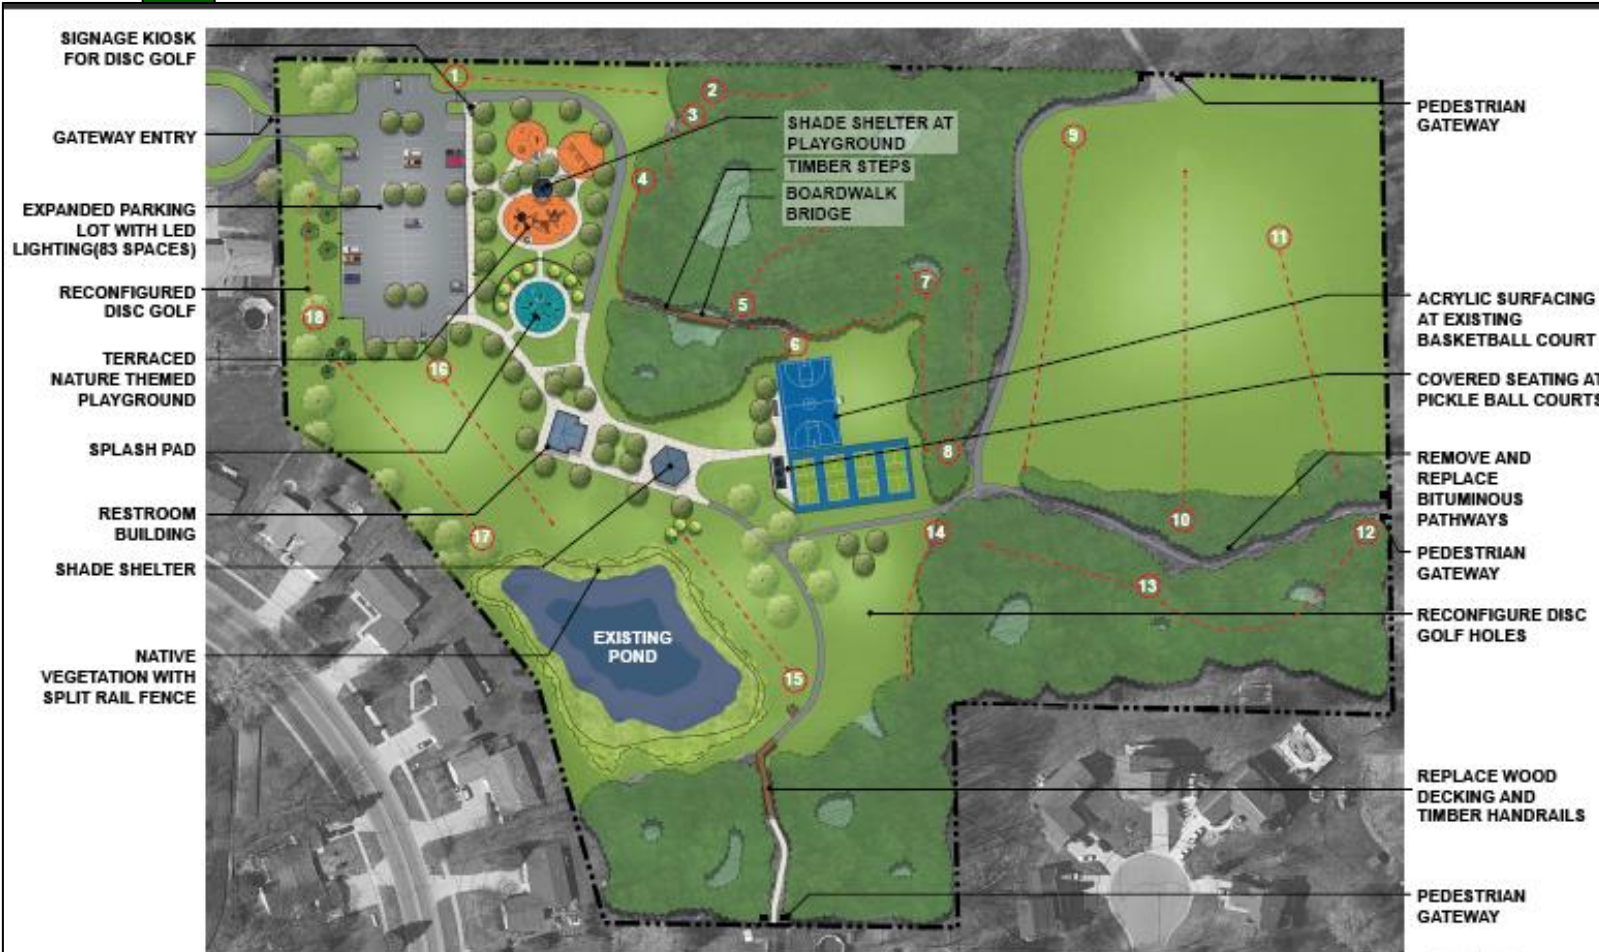 SIGNAGE KIOSK
FOR DISC GOLF
GATEWAY ENTRY
EXPANDED PARKING
LOT WITH LED
LIGHTING(83 SPACES)
RECONFIGURED
DISC GOLF
TERRACED
NATURE THEMED
PLAYGROUND
SPLASH PAD
RESTROOM
BUILDING
SHADE SHELTER
NATIVE
VEGETATION WITH
SPLIT RAIL FENCE
1
2
3
SHADE SHELTER AT
PLAYGROUND
TIMBER STEPS
BOARDWALK
BRIDGE
4
5
6
7
8
9
10
11
12
13
14
15
16
17
18
EXISTING
POND
PEDESTRIAN
GATEWAY
ACRYLIC SURFACING
AT EXISTING
BASKETBALL COURT
COVERED SEATING AT
PICKLE BALL COURTS
REMOVE AND
REPLACE
BITUMINOUS
PATHWAYS
PEDESTRIAN
GATEWAY
RECONFIGURE DISC
GOLF HOLES
REPLACE WOOD
DECKING AND
TIMBER HANDRAILS
PEDESTRIAN
GATEWAY